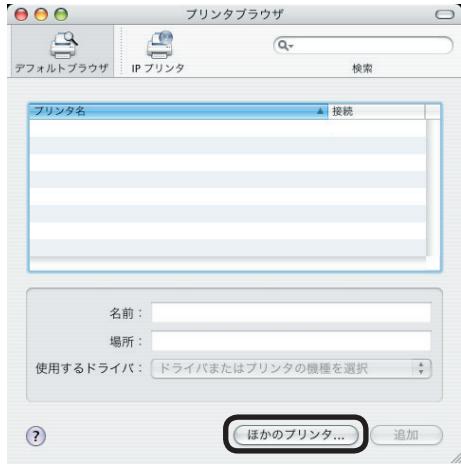 プリンタブラウザ
デフォルトブラウザ IP プリンタ 検索
プリンタ名 接続
名前：
場所：
使用するドライバ： ドライバまたはプリンタの機種を選択
? ほかのプリンタ... 追加